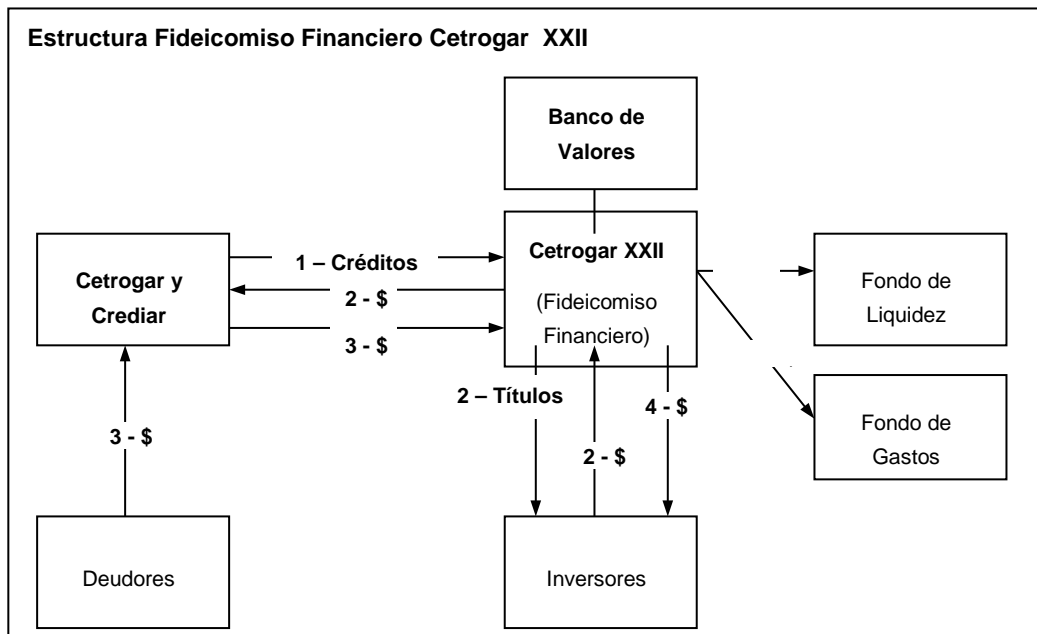 Estructura Fideicomiso Financiero Cetrogar XXII
Banco de
Valores
Cetrogar y
Crediar
1 – Créditos
2 - $
3 - $
Cetrogar XXII
(Fideicomiso
Financiero)
Fondo de
Liquidez
2 – Títulos
4 - $
3 - $
2 - $
Fondo de
Gastos
Deudores
Inversores